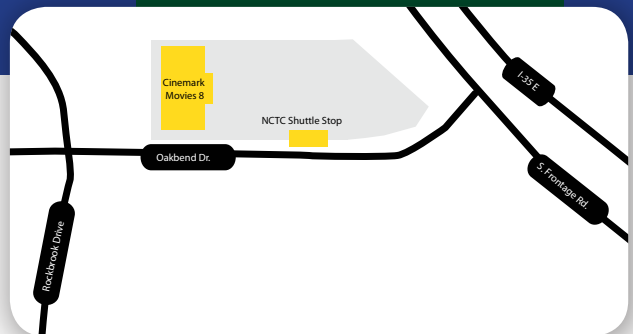 Cinemark
Movies 8
NCTC Shuttle Stop
Oakbend Dr.
I-35 E
S. Frontage Rd.
Rockbrook Drive